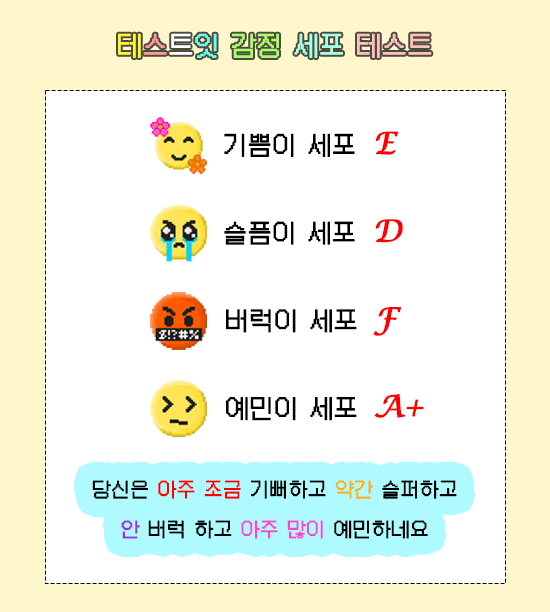 테스트잇 감정 세포 테스트
기쁨이 세포 E
슬픔이 세포 D
$!?#%
버럭이 세포 F
예민이 세포 A+
당신은 아주 조금 기뻐하고 약간 슬퍼하고
안 버럭 하고 아주 많이 예민하네요